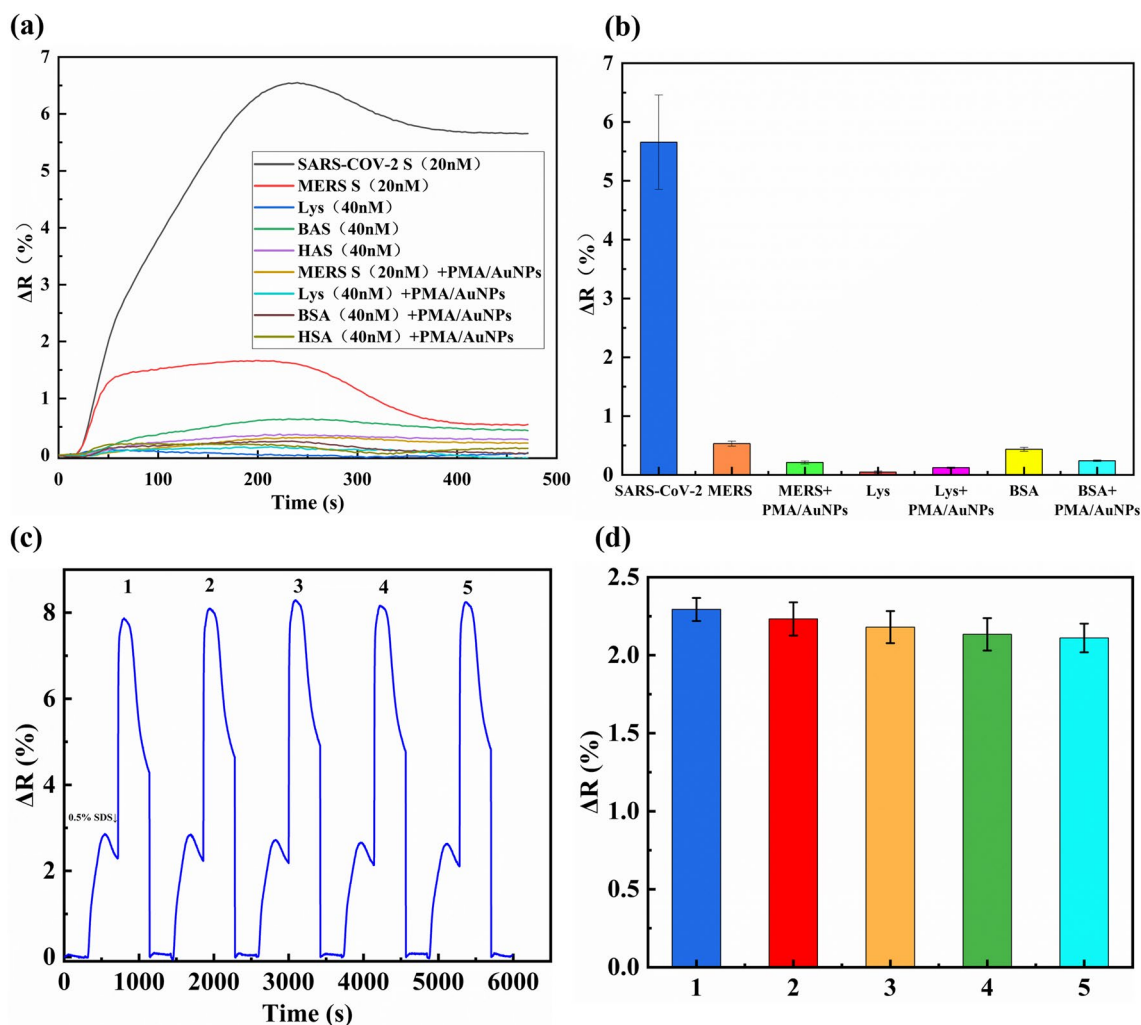 (a)
7
6
5
4
3
2
1
0
ΔR（%）
0 100 200 300 400 500
Time (s)
SARS-COV-2 S（20nM）
MERS S（20nM）
Lys（40nM）
BAS（40nM）
HAS（40nM）
MERS S（20nM）+PMA/AuNPs
Lys（40nM）+PMA/AuNPs
BSA（40nM）+PMA/AuNPs
HSA（40nM）+PMA/AuNPs
(b)
7
6
5
4
3
2
1
0
ΔR（%）
SARS-CoV-2 MERS MERS+ Lys Lys+ BSA BSA+
PMA/AuNPs PMA/AuNPs PMA/AuNPs
(c)
8
6
4
2
0
ΔR (%)
1 2 3 4 5
0.5% SDS↓
0 1000 2000 3000 4000 5000 6000
Time (s)
(d)
2.5
2.0
1.5
1.0
0.5
0.0
ΔR (%)
1 2 3 4 5